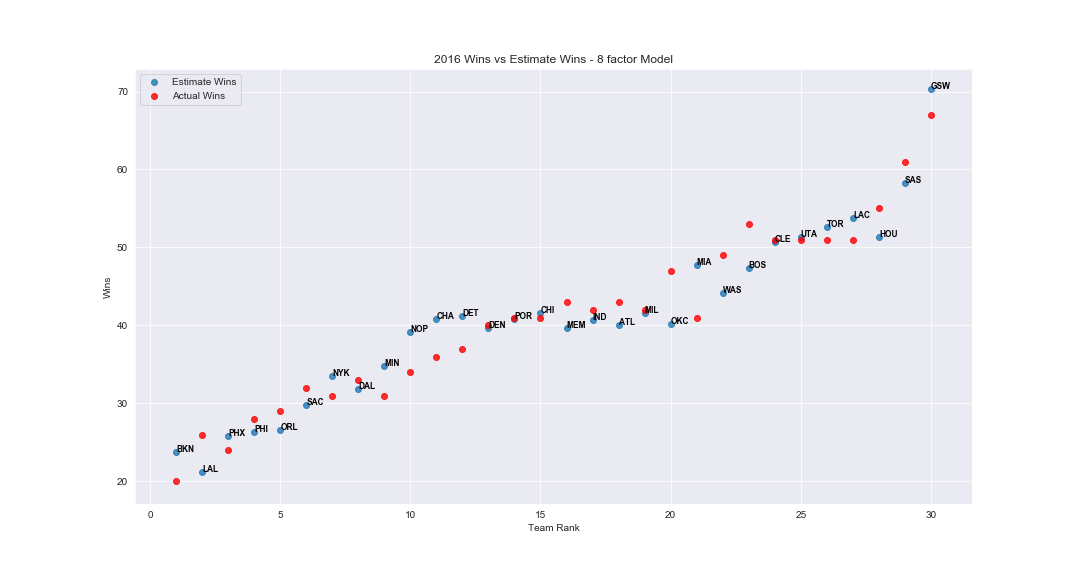 2016 Wins vs Estimate Wins - 8 factor Model
Estimate Wins
Actual Wins
70
60
50
40
30
20
Wins
GSW
SAS
LAC
TOR
UTA
HOU
CLE
MIA
BOS
WAS
CHI
MIL
DET
CHA
POR
IND
OKC
ATL
DEN
MEM
NOP
MIN
NYK
DAL
SAC
ORL
PHI
PHX
BKN
LAL
0
5
10
15
20
25
30
Team Rank